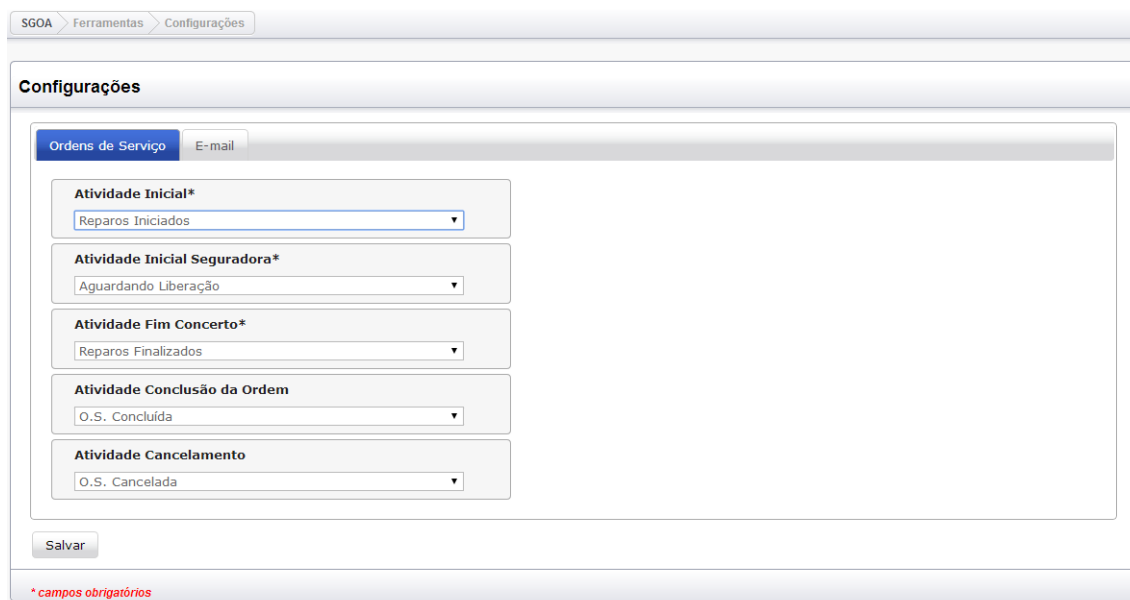 SGOA Ferramentas Configurações
Configurações
Ordens de Serviço E-mail
Atividade Inicial*
Reparos Iniciados
Atividade Inicial Seguradora*
Aguardando Liberação
Atividade Fim Concerto*
Reparos Finalizados
Atividade Conclusão da Ordem
O.S. Concluída
Atividade Cancelamento
O.S. Cancelada
Salvar
* campos obrigatórios